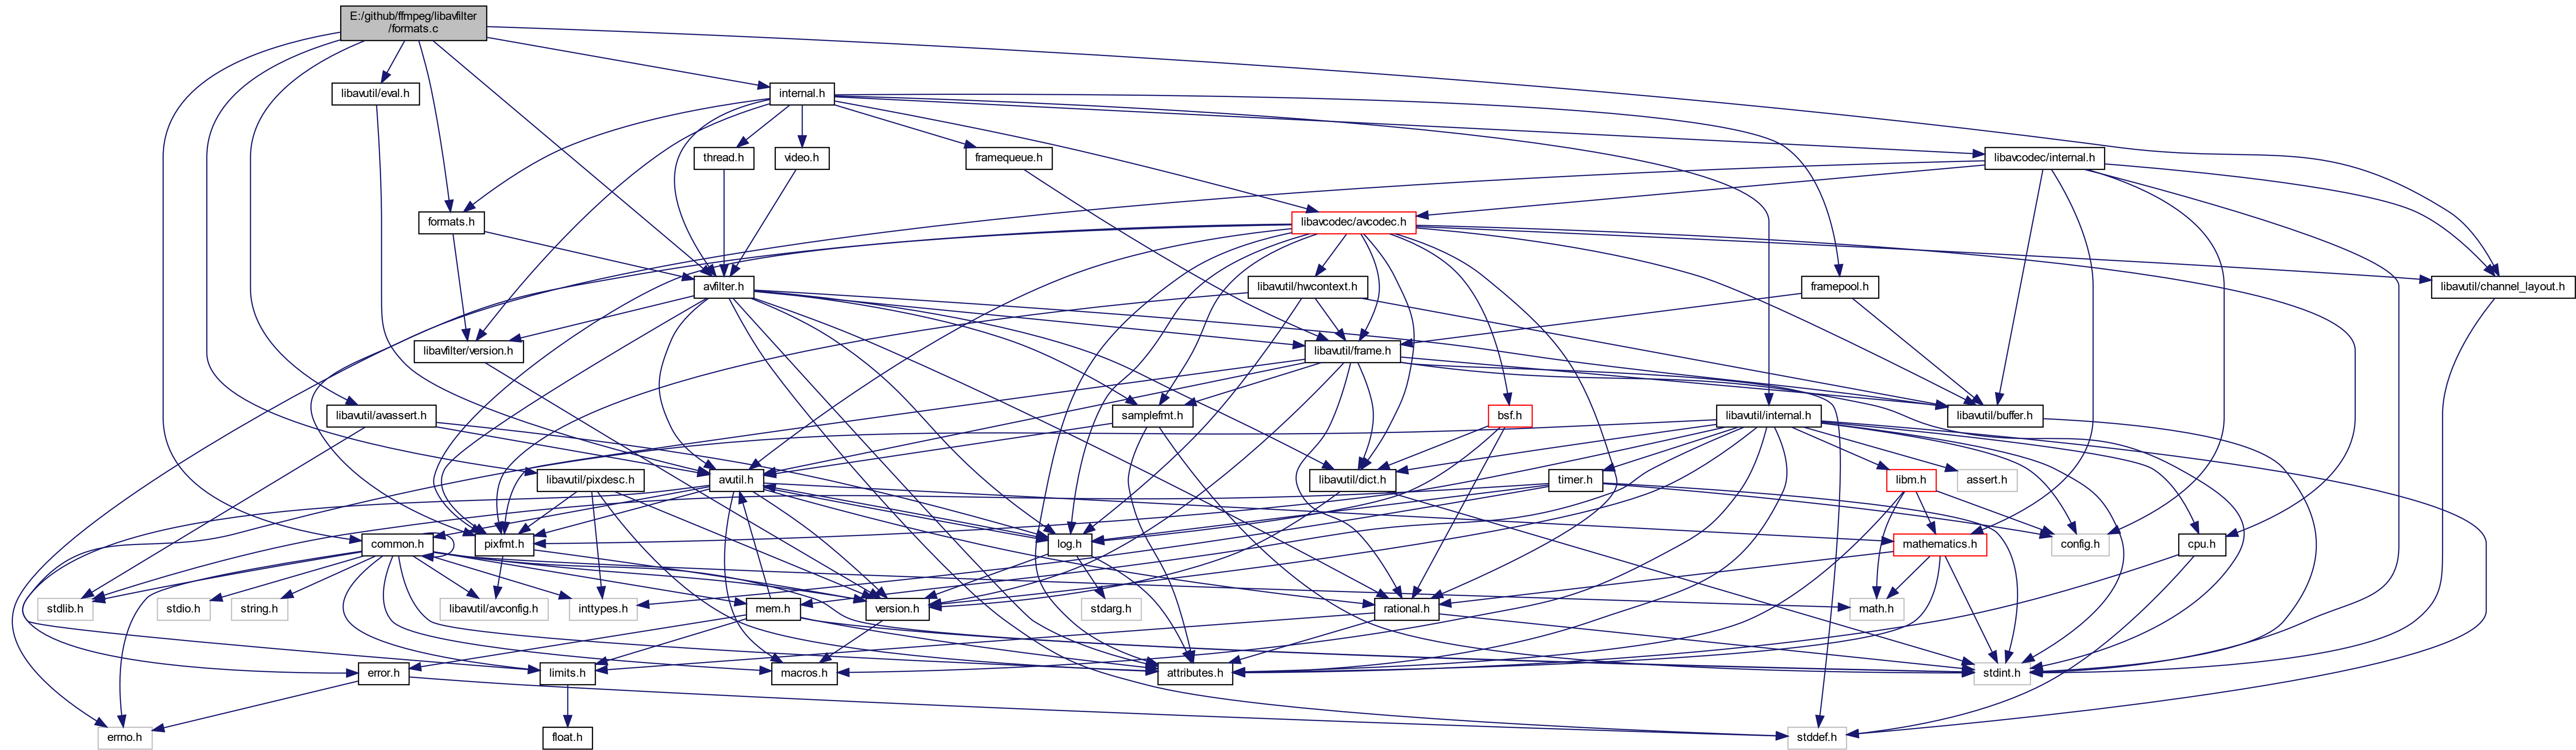 E:/github/ffmpeg/libavfilter
/formats.c
libavutil/eval.h
internal.h
thread.h
video.h
framequeue.h
libavcodec/internal.h
formats.h
libavcodec/avcodec.h
avfilter.h
libavutil/hwcontext.h
framepool.h
libavutil/channel_layout.h
libavfilter/version.h
libavutil/frame.h
libavutil/avassert.h
samplefmt.h
bsf.h
libavutil/internal.h
libavutil/buffer.h
libavutil/pixdesc.h
avutil.h
libavutil/dict.h
timer.h
libm.h
assert.h
common.h
pixfmt.h
log.h
mathematics.h
config.h
cpu.h
stdlib.h
stdio.h
string.h
libavutil/avconfig.h
inttypes.h
mem.h
version.h
stdarg.h
rational.h
math.h
error.h
limits.h
macros.h
attributes.h
stdint.h
errno.h
float.h
stddef.h